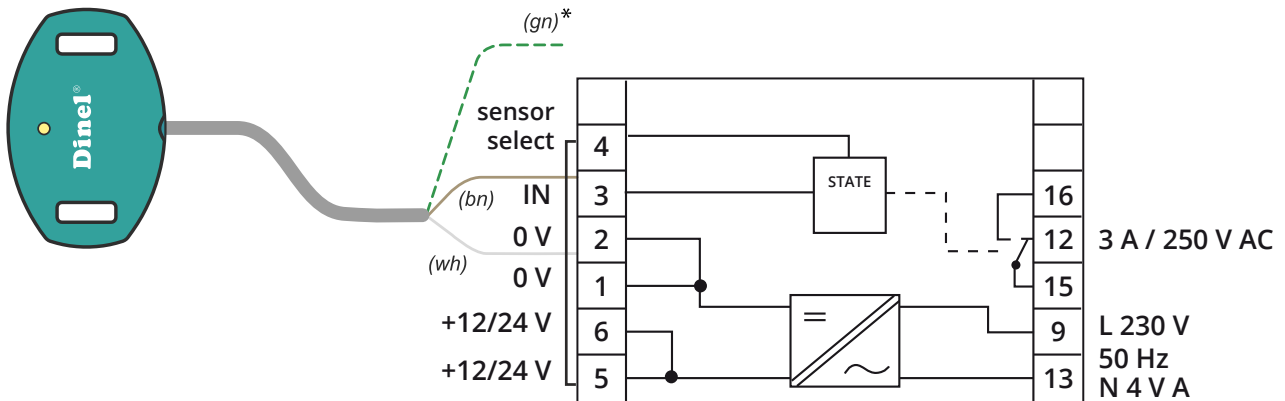 Dinel®
(gn)*
(bn)
(wh)
sensor
select
IN
0 V
0 V
+12/24 V
+12/24 V
4
3
2
1
6
5
STATE
16
12
15
9
13
3 A / 250 V AC
L 230 V
50 Hz
N 4 V A